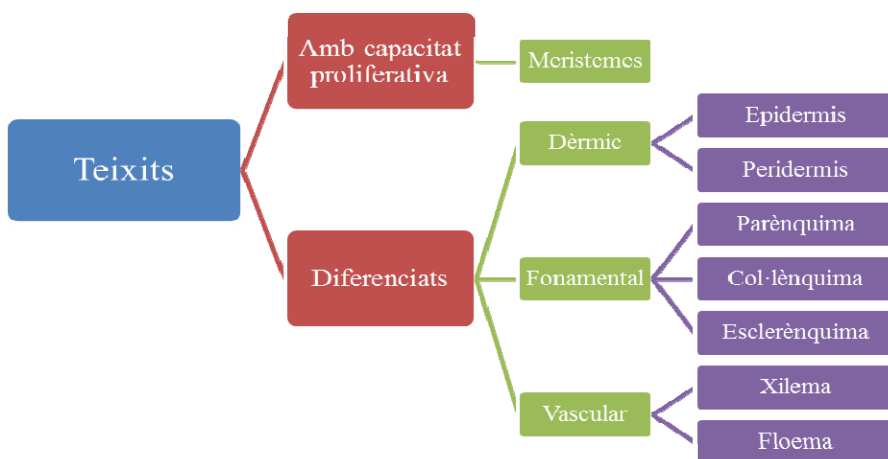 Teixits
Amb capacitat
proliferativa
Meristemes
Diferenciats
Dèrmic
Epidermis
Peridermis
Fonamental
Parènquima
Col·lènquima
Esclerènquima
Vascular
Xilema
Floema